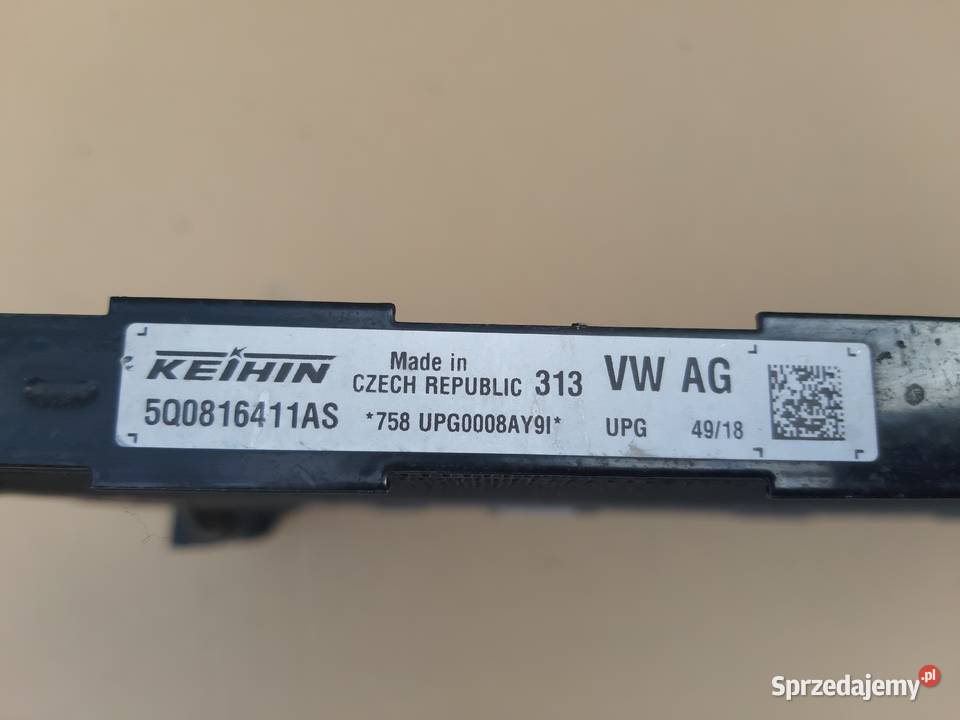 KEIHIN
Made in
CZECH REPUBLIC 313 VW AG
5Q0816411AS *758 UPG0008AY9I* UPG 49/18
Sprzedajemy.pl